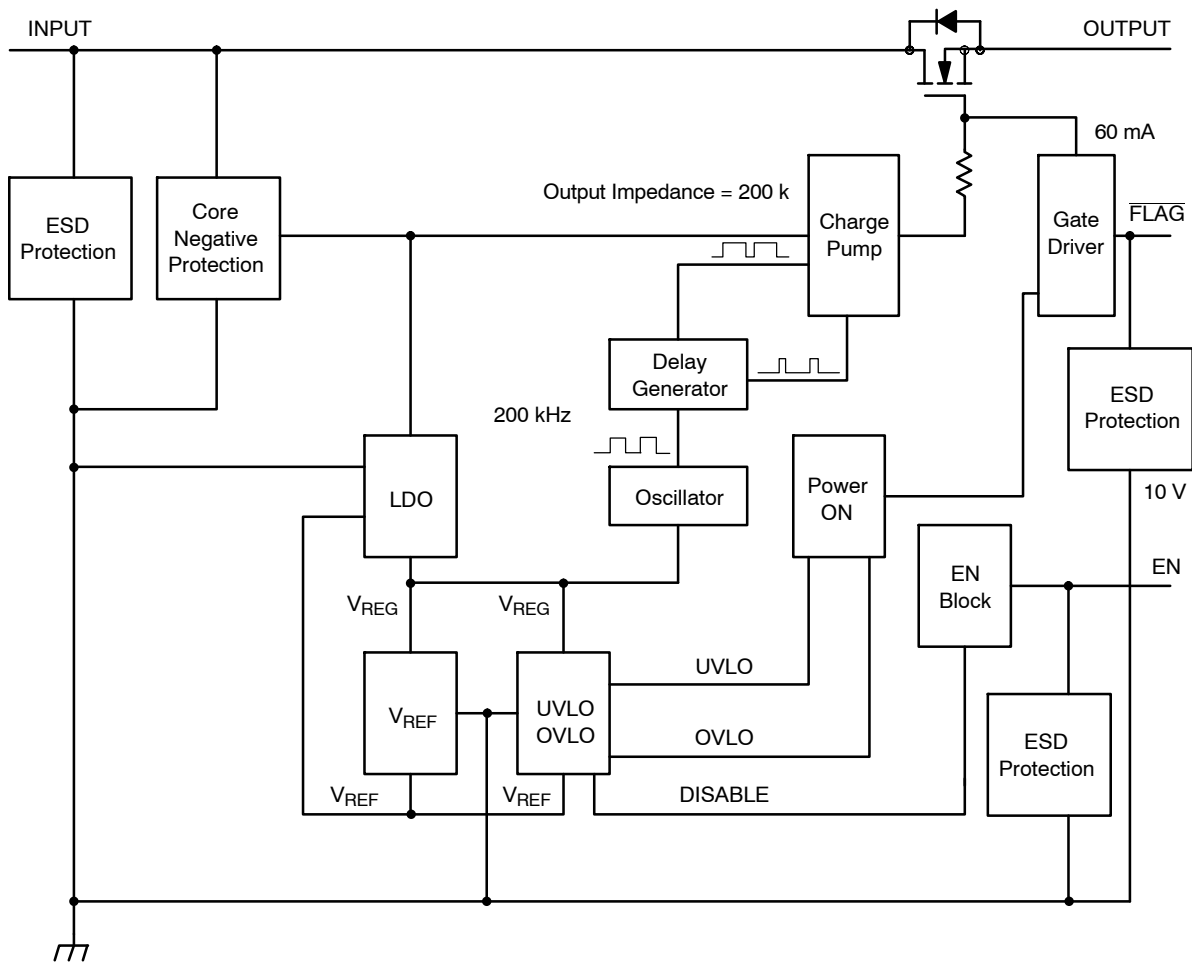 INPUT
OUTPUT
60 mA
ESD
Protection
Core
Negative
Protection
Output Impedance = 200 k
Charge
Pump
Gate
Driver
FLAG
Delay
Generator
ESD
Protection
200 kHz
LDO
Oscillator
Power
ON
10 V
EN
Block
EN
VREG
VREG
VREF
UVLO
OVLO
UVLO
OVLO
ESD
Protection
VREF
VREF
DISABLE